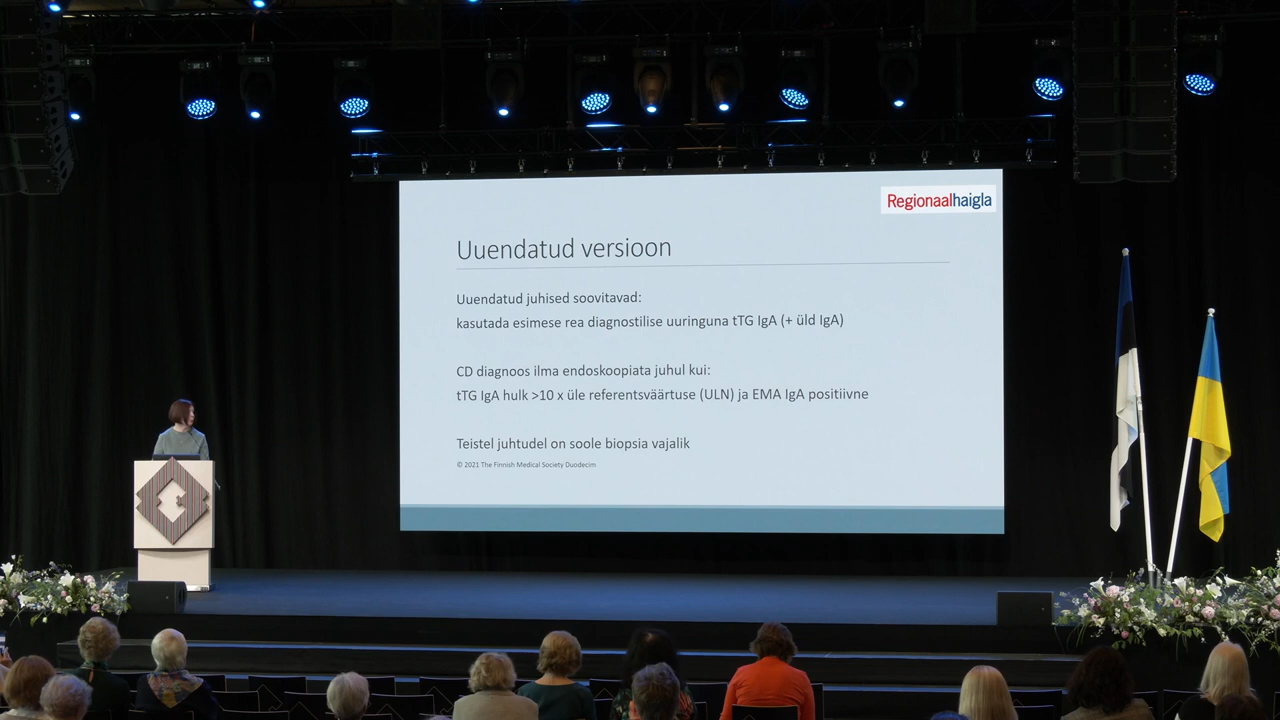 Regionaalhaigla
Uuendatud versioon
Uuendatud juhised soovitavad:
kasutada esimese rea diagnostilise uuringuna tTG IgA (+ üld IgA)
CD diagnoos ilma endoskoopiata juhul kui:
tTG IgA hulk >10 x üle referentsväärtuse (ULN) ja EMA IgA positiivne
Teistel juhtudel on soole biopsia vajalik
© 2021 The Finnish Medical Society Duodecim